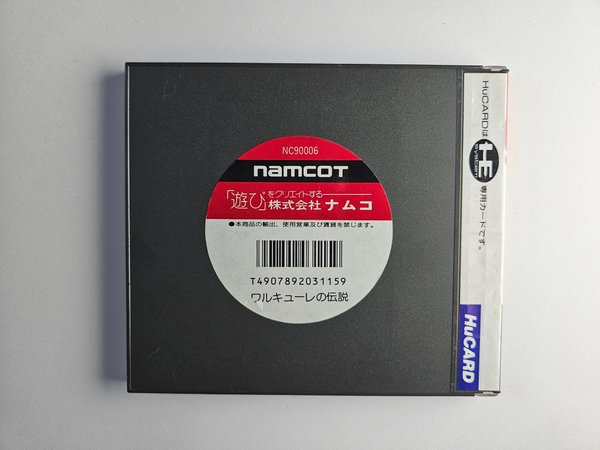 NC90006
namcoT
「遊び」をクリエイトする
株式会社ナムコ
●本商品の輸出、使用営業及び賃貸を禁じます。
T4907892031159
ワルキューレの伝説
HuCARDは
HE
SYSTEM
専用カードです。
HuCARD